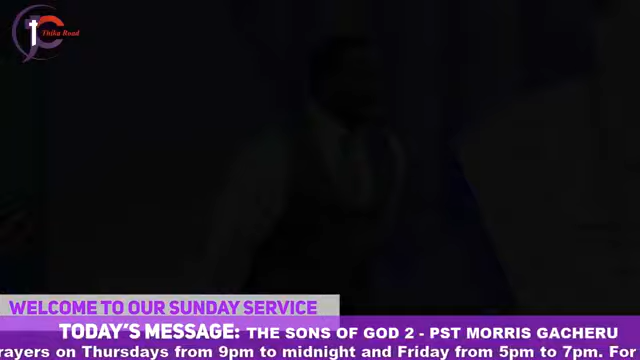 Thika Road
WELCOME TO OUR SUNDAY SERVICE
TODAY'S MESSAGE: THE SONS OF GOD 2 - PST MORRIS GACHERU
rayers on Thursdays from 9pm to midnight and Friday from 5pm to 7pm. For